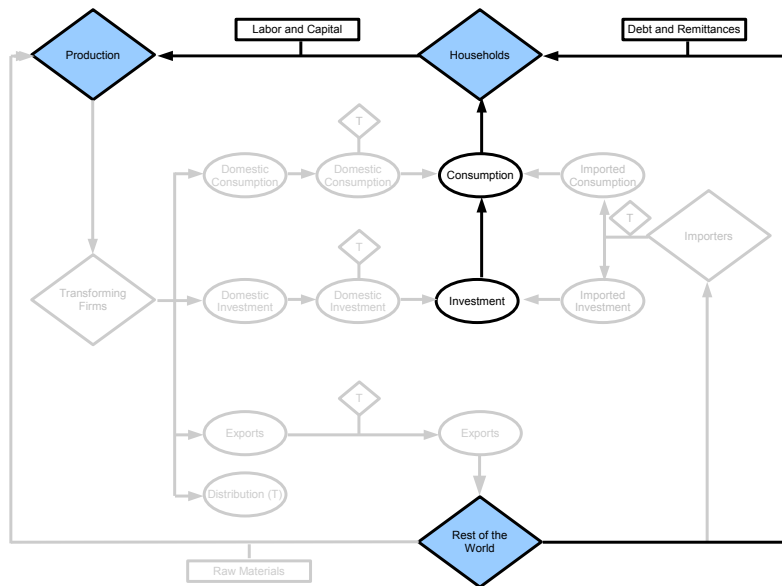 Labor and Capital
Debt and Remittances
Production
Households
T
Domestic
Consumption
Domestic
Consumption
Consumption
Imported
Consumption
T
Importers
T
Transforming
Firms
Domestic
Investment
Domestic
Investment
Investment
Imported
Investment
T
Exports
Exports
Distribution (T)
Rest of the
World
Raw Materials